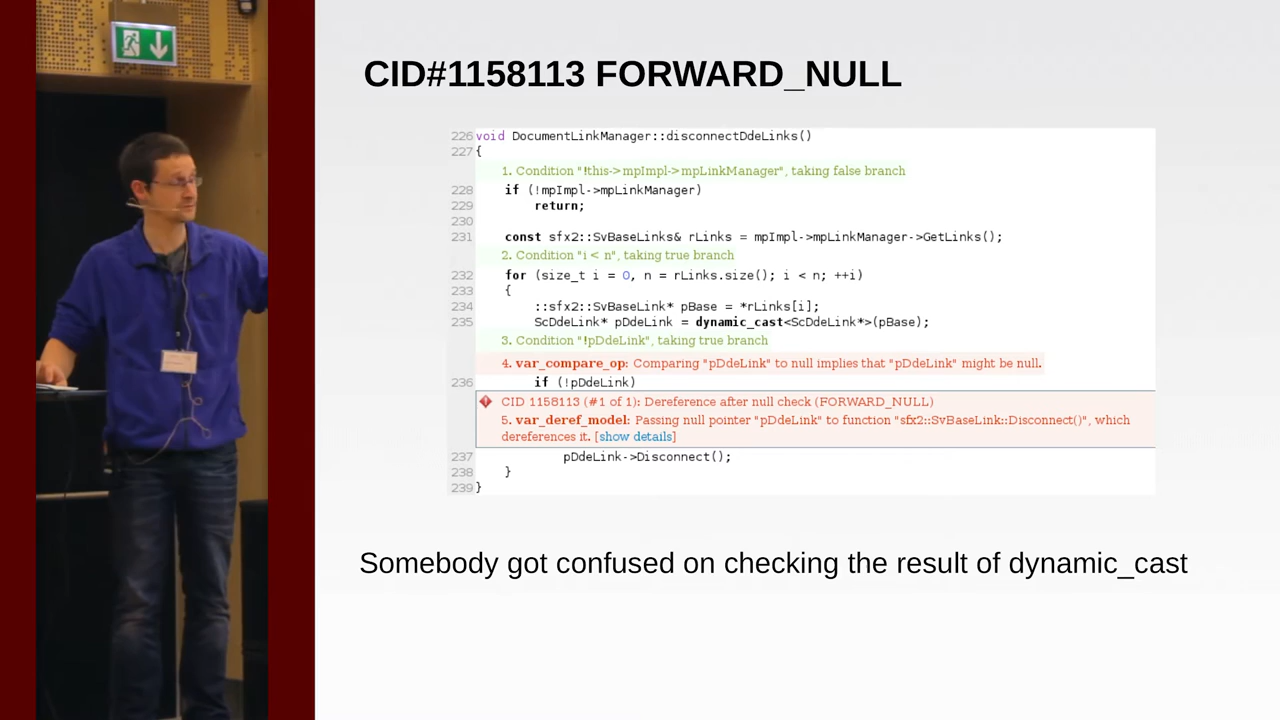 CID#1158113 FORWARD_NULL
226 void DocumentLinkManager::disconnectDdeLinks()
227 {
1. Condition "!this->mpImpl->mpLinkManager", taking false branch
228 if (!mpImpl->mpLinkManager)
229 return;
230
231 const sfx2::SvBaseLinks& rLinks = mpImpl->mpLinkManager->GetLinks();
2. Condition "i < n", taking true branch
232 for (size_t i = 0, n = rLinks.size(); i < n; ++i)
233 {
234 ::sfx2::SvBaseLink* pBase = *rLinks[i];
235 ScDdeLink* pDdeLink = dynamic_cast<ScDdeLink*>(pBase);
3. Condition "!pDdeLink", taking true branch
4. var_compare_op: Comparing "pDdeLink" to null implies that "pDdeLink" might be null.
236 if (!pDdeLink)
CID 1158113 (#1 of 1): Dereference after null check (FORWARD_NULL)
5. var_deref_model: Passing null pointer "pDdeLink" to function "sfx2::SvBaseLink::Disconnect()", which
dereferences it. [show details]
237 pDdeLink->Disconnect();
238 }
239 }
Somebody got confused on checking the result of dynamic_cast